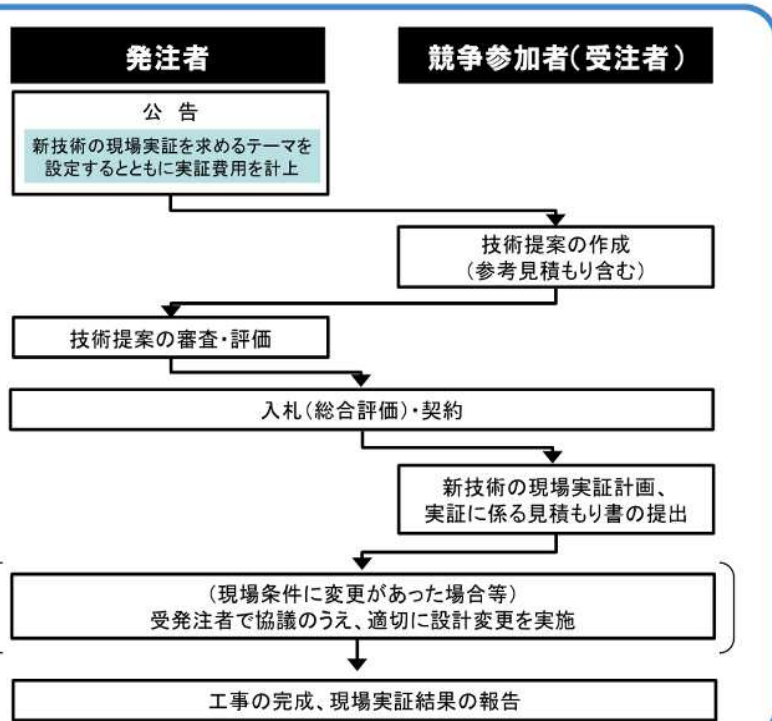 発注者
競争参加者(受注者)
公 告
新技術の現場実証を求めるテーマを
設定するとともに実証費用を計上
技術提案の作成
(参考見積もり含む)
技術提案の審査・評価
入札(総合評価)・契約
新技術の現場実証計画、
実証に係る見積もり書の提出
(現場条件に変更があった場合等)
受発注者で協議のうえ、適切に設計変更を実施
工事の完成、現場実証結果の報告